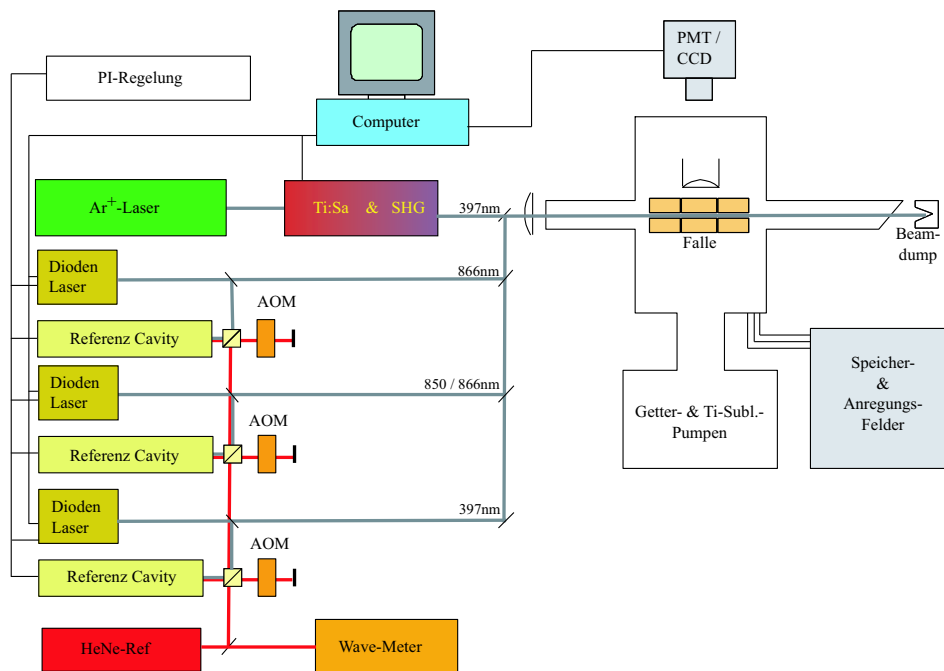 PI-Regelung
Computer
PMT /
CCD
Ar⁺-Laser
Ti:Sa & SHG
397nm
Falle
Beam-
dump
Dioden
Laser
866nm
AOM
Referenz Cavity
Dioden
Laser
850 / 866nm
AOM
Referenz Cavity
Dioden
Laser
397nm
AOM
Referenz Cavity
HeNe-Ref
Wave-Meter
Getter- & Ti-Subl.-
Pumpen
Speicher-
&
Anregungs-
Felder